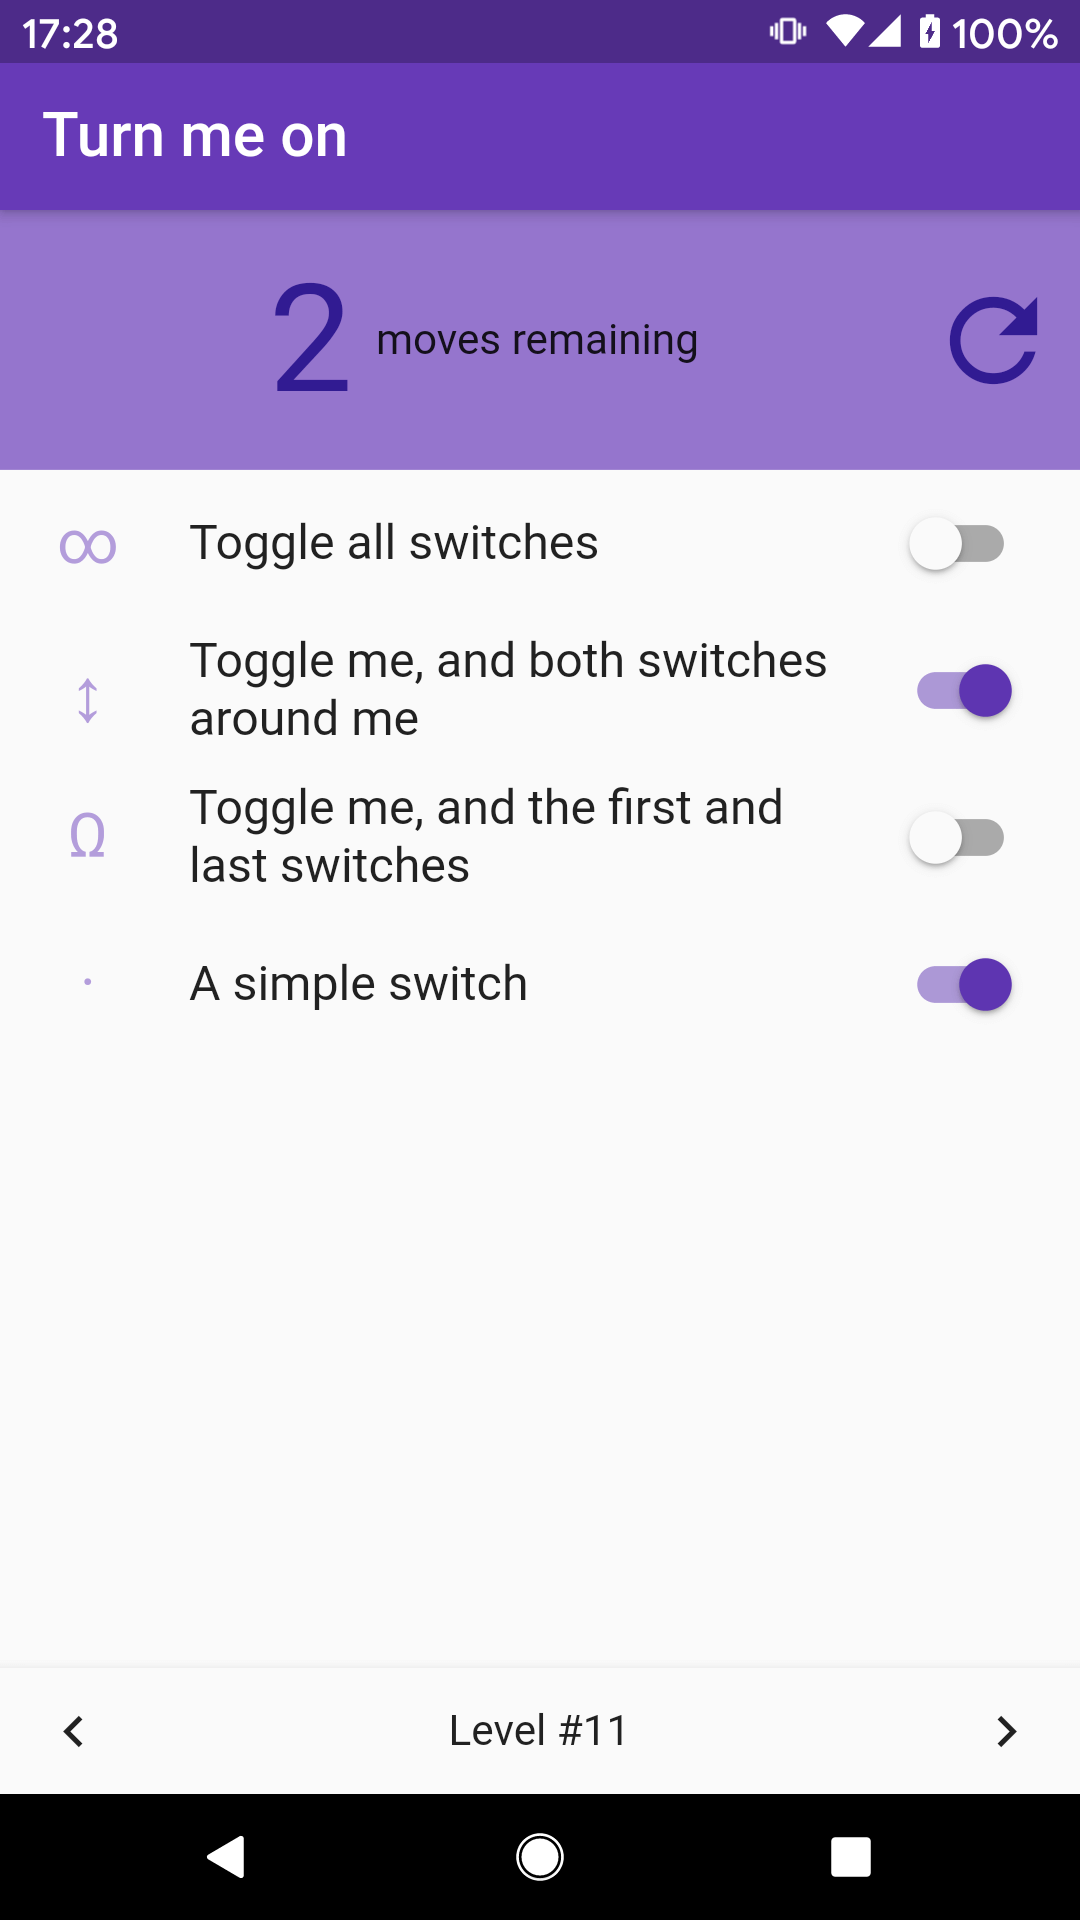 17:28 100%
Turn me on
2 moves remaining
∞ Toggle all switches
↕ Toggle me, and both switches
around me
Ω Toggle me, and the first and
last switches
· A simple switch
Level #11